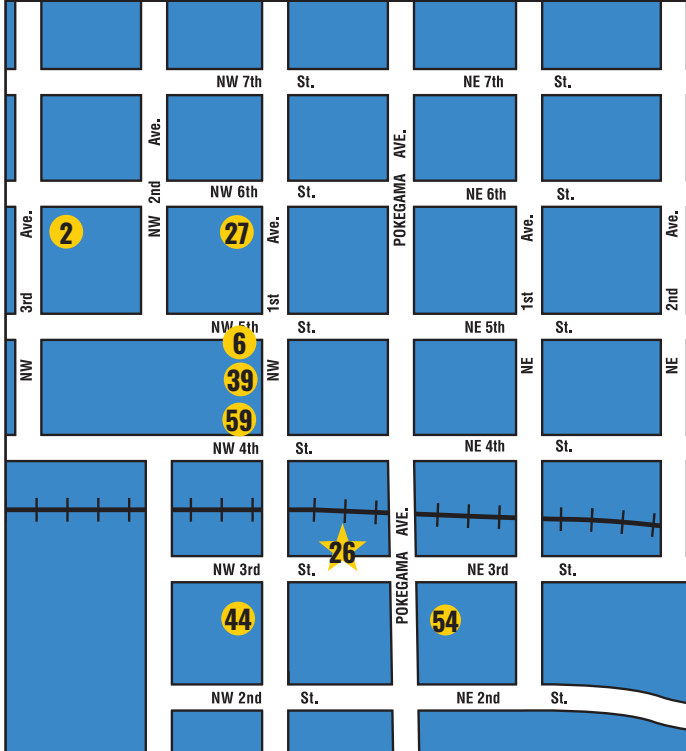 NW 7th St. NE 7th St.
NW 2nd Ave.
POKEGAMA AVE.
NW 6th St. NE 6th St.
NW 3rd Ave.
2
27
NW 1st Ave.
NE 1st Ave.
NE 2nd Ave.
NW 5th St. NE 5th St.
6
39
59
NW 4th St. NE 4th St.
POKEGAMA AVE.
26
NW 3rd St. NE 3rd St.
44
54
NW 2nd St. NE 2nd St.